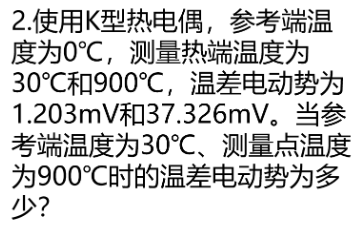 2.使用K型热电偶，参考端温
度为0℃，测量热端温度为
30℃和900℃，温差电动势为
1.203mV和37.326mV。当参
考端温度为30℃、测量点温度
为900℃时的温差电动势为多
少？